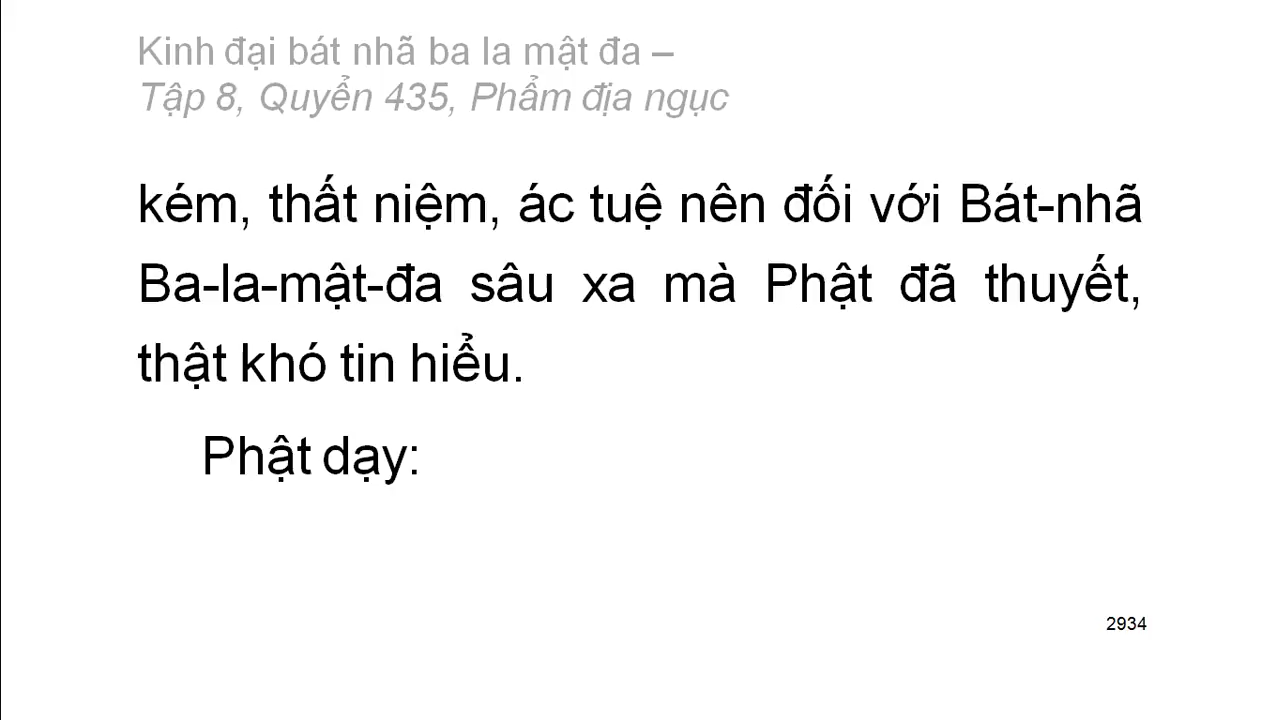 Kinh đại bát nhã ba la mật đa –
Tập 8, Quyển 435, Phẩm địa ngục
kém, thất niệm, ác tuệ nên đối với Bát-nhã
Ba-la-mật-đa sâu xa mà Phật đã thuyết,
thật khó tin hiểu.
Phật dạy:
2934